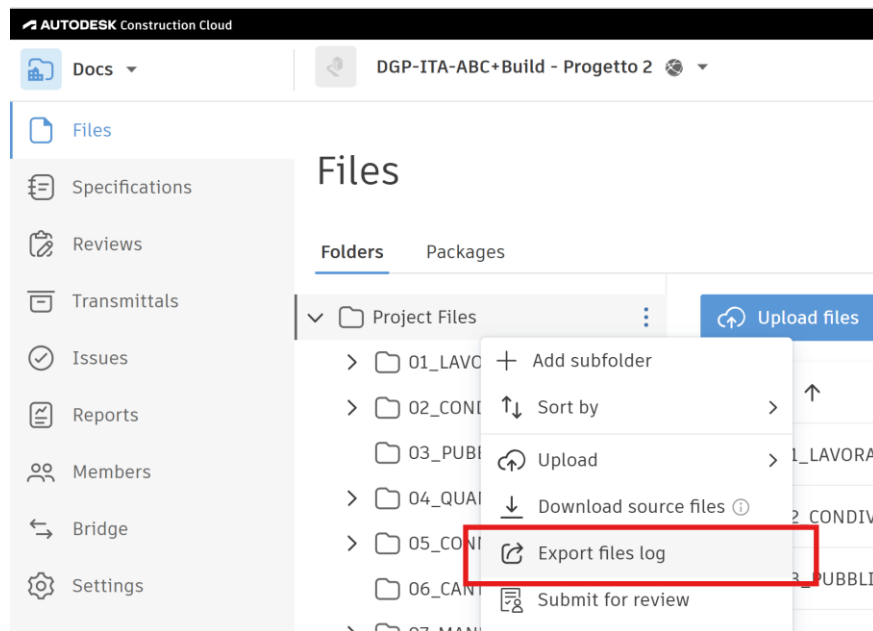 AUTODESK Construction Cloud
Docs
DGP-ITA-ABC+Build - Progetto 2
Files
Files
Specifications
Reviews
Folders
Packages
Transmittals
Project Files
Upload files
Issues
Add subfolder
Sort by
Reports
Upload
Members
Download source files
Bridge
Export files log
Settings
Submit for review